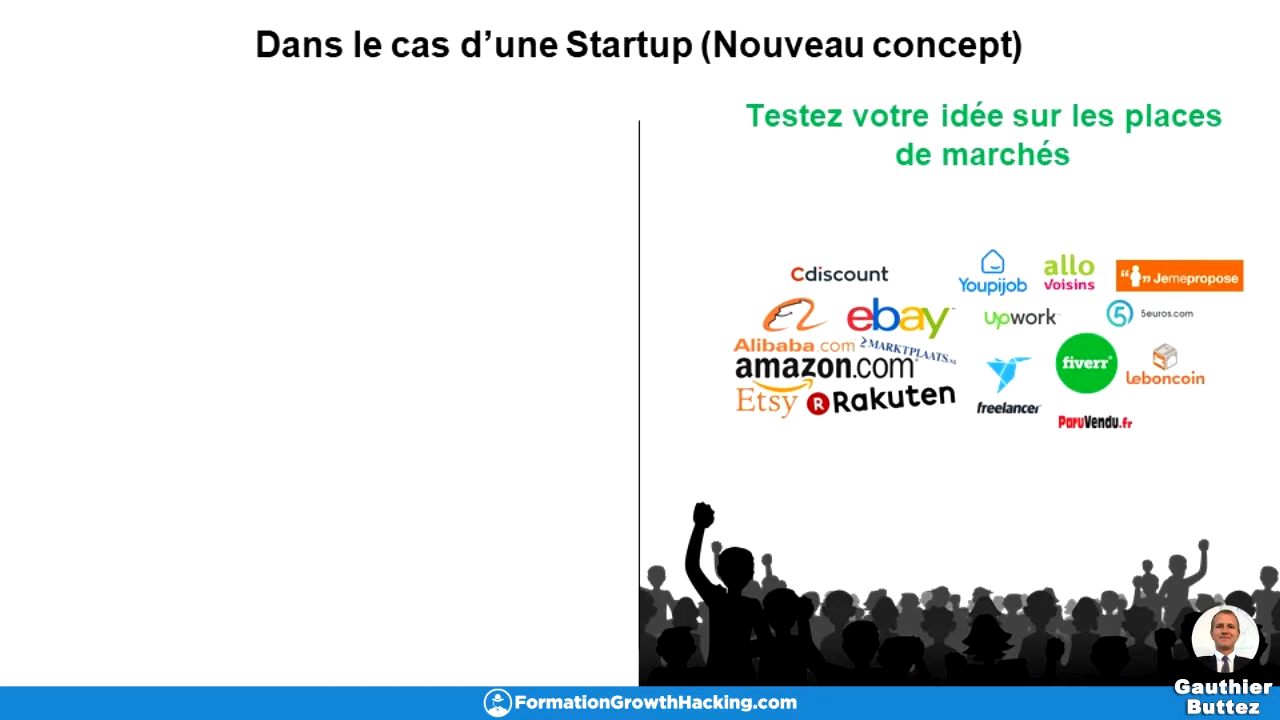 Dans le cas d’une Startup (Nouveau concept)
Testez votre idée sur les places
de marchés
Cdiscount
Youpijob
allo
voisins
Jemepropose
Alibaba.com
ebay
upwork
5euros.com
MARKTPLAATS.NL
amazon.com
freelancer
fiverr
leboncoin
Etsy
R Rakuten
ParuVendu.fr
FormationGrowthHacking.com
Gauthier
Buttez